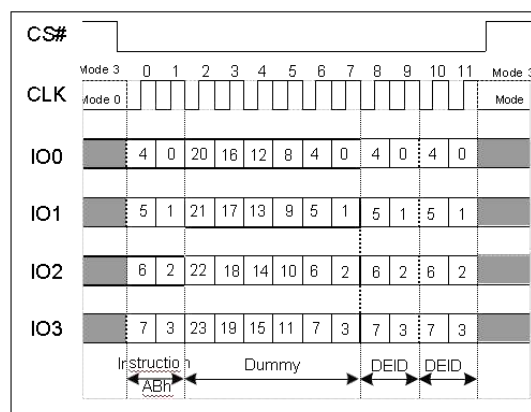 CS#
Mode 3 0 1 2 3 4 5 6 7 8 9 10 11 Mode 3
CLK
Mode 0 Mode
IO0 4 0 20 16 12 8 4 0 4 0 4 0
IO1 5 1 21 17 13 9 5 1 5 1 5 1
IO2 6 2 22 18 14 10 6 2 6 2 6 2
IO3 7 3 23 19 15 11 7 3 7 3 7 3
Instruction Dummy DEID DEID
ABh